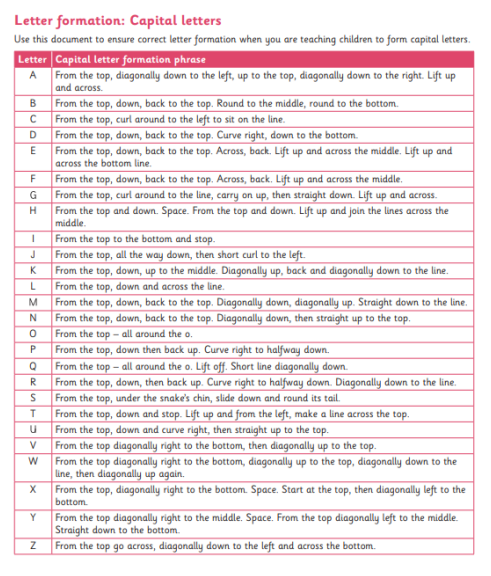 Letter formation: Capital letters
Use this document to ensure correct letter formation when you are teaching children to form capital letters.
Letter Capital letter formation phrase
A From the top, diagonally down to the left, up to the top, diagonally down to the right. Lift up
and across.
B From the top, down, back to the top. Round to the middle, round to the bottom.
C From the top, curl around to the left to sit on the line.
D From the top, down, back to the top. Curve right, down to the bottom.
E From the top, down, back to the top. Across, back. Lift up and across the middle. Lift up and
across the bottom line.
F From the top, down, back to the top. Across, back. Lift up and across the middle.
G From the top, curl around to the line, carry on up, then straight down. Lift up and across.
H From the top and down. Space. From the top and down. Lift up and join the lines across the
middle.
I From the top to the bottom and stop.
J From the top, all the way down, then short curl to the left.
K From the top, down, up to the middle. Diagonally up, back and diagonally down to the line.
L From the top, down and across the line.
M From the top, down, back to the top. Diagonally down, diagonally up. Straight down to the line.
N From the top, down, back to the top. Diagonally down, then straight up to the top.
O From the top – all around the o.
P From the top, down then back up. Curve right to halfway down.
Q From the top – all around the o. Lift off. Short line diagonally down.
R From the top, down, then back up. Curve right to halfway down. Diagonally down to the line.
S From the top, under the snake's chin, slide down and round its tail.
T From the top, down and stop. Lift up and from the left, make a line across the top.
U From the top, down and curve right, then straight up to the top.
V From the top diagonally right to the bottom, then diagonally up to the top.
W From the top diagonally right to the bottom, diagonally up to the top, diagonally down to the
line, then diagonally up again.
X From the top, diagonally right to the bottom. Space. Start at the top, then diagonally left to the
bottom.
Y From the top diagonally right to the middle. Space. From the top diagonally left to the middle.
Straight down to the bottom.
Z From the top go across, diagonally down to the left and across the bottom.